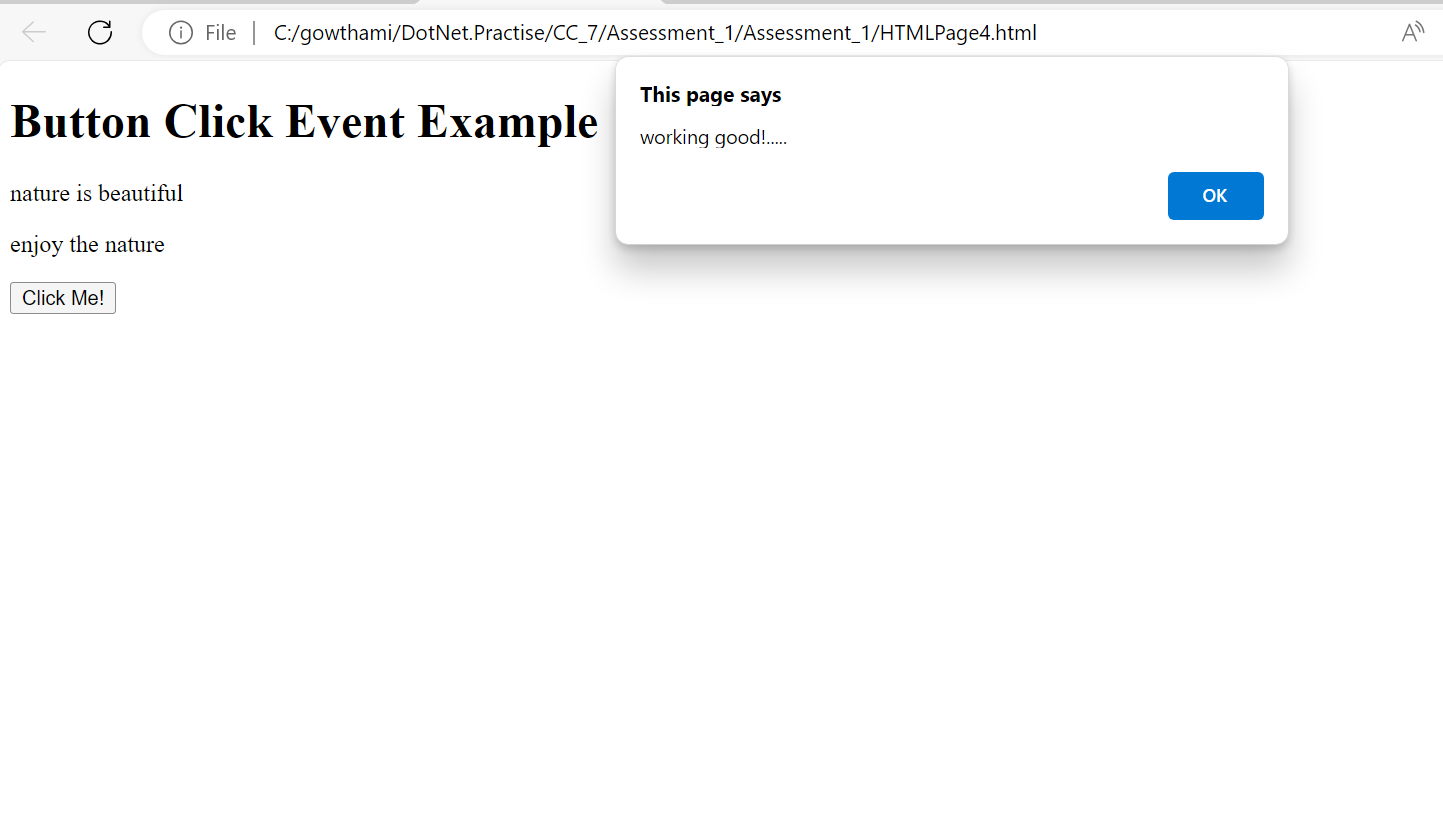 File | C:/gowthami/DotNet.Practise/CC_7/Assessment_1/Assessment_1/HTMLPage4.html
This page says
working good!.....
OK
Button Click Event Example
nature is beautiful
enjoy the nature
Click Me!